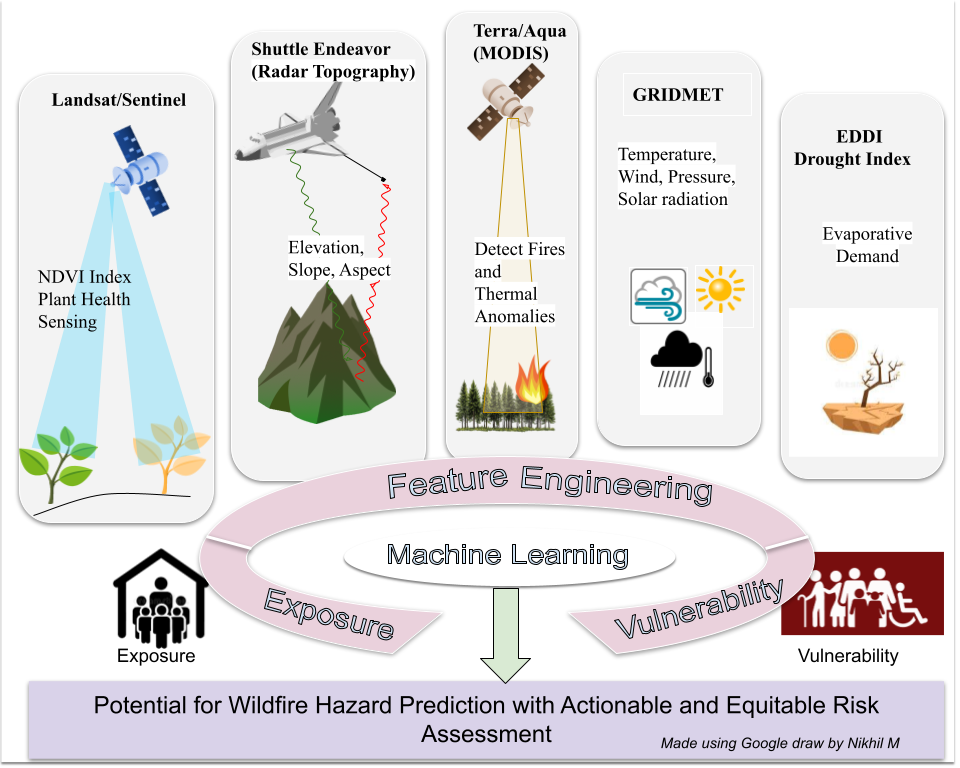 Landsat/Sentinel
NDVI Index
Plant Health
Sensing
Shuttle Endeavor
(Radar Topography)
Elevation,
Slope, Aspect
Terra/Aqua
(MODIS)
Detect Fires
and
Thermal
Anomalies
GRIDMET
Temperature,
Wind, Pressure,
Solar radiation
EDDI
Drought Index
Evaporative
Demand
Feature Engineering
Machine Learning
Exposure
Vulnerability
Exposure
Vulnerability
Potential for Wildfire Hazard Prediction with Actionable and Equitable Risk
Assessment
Made using Google draw by Nikhil M